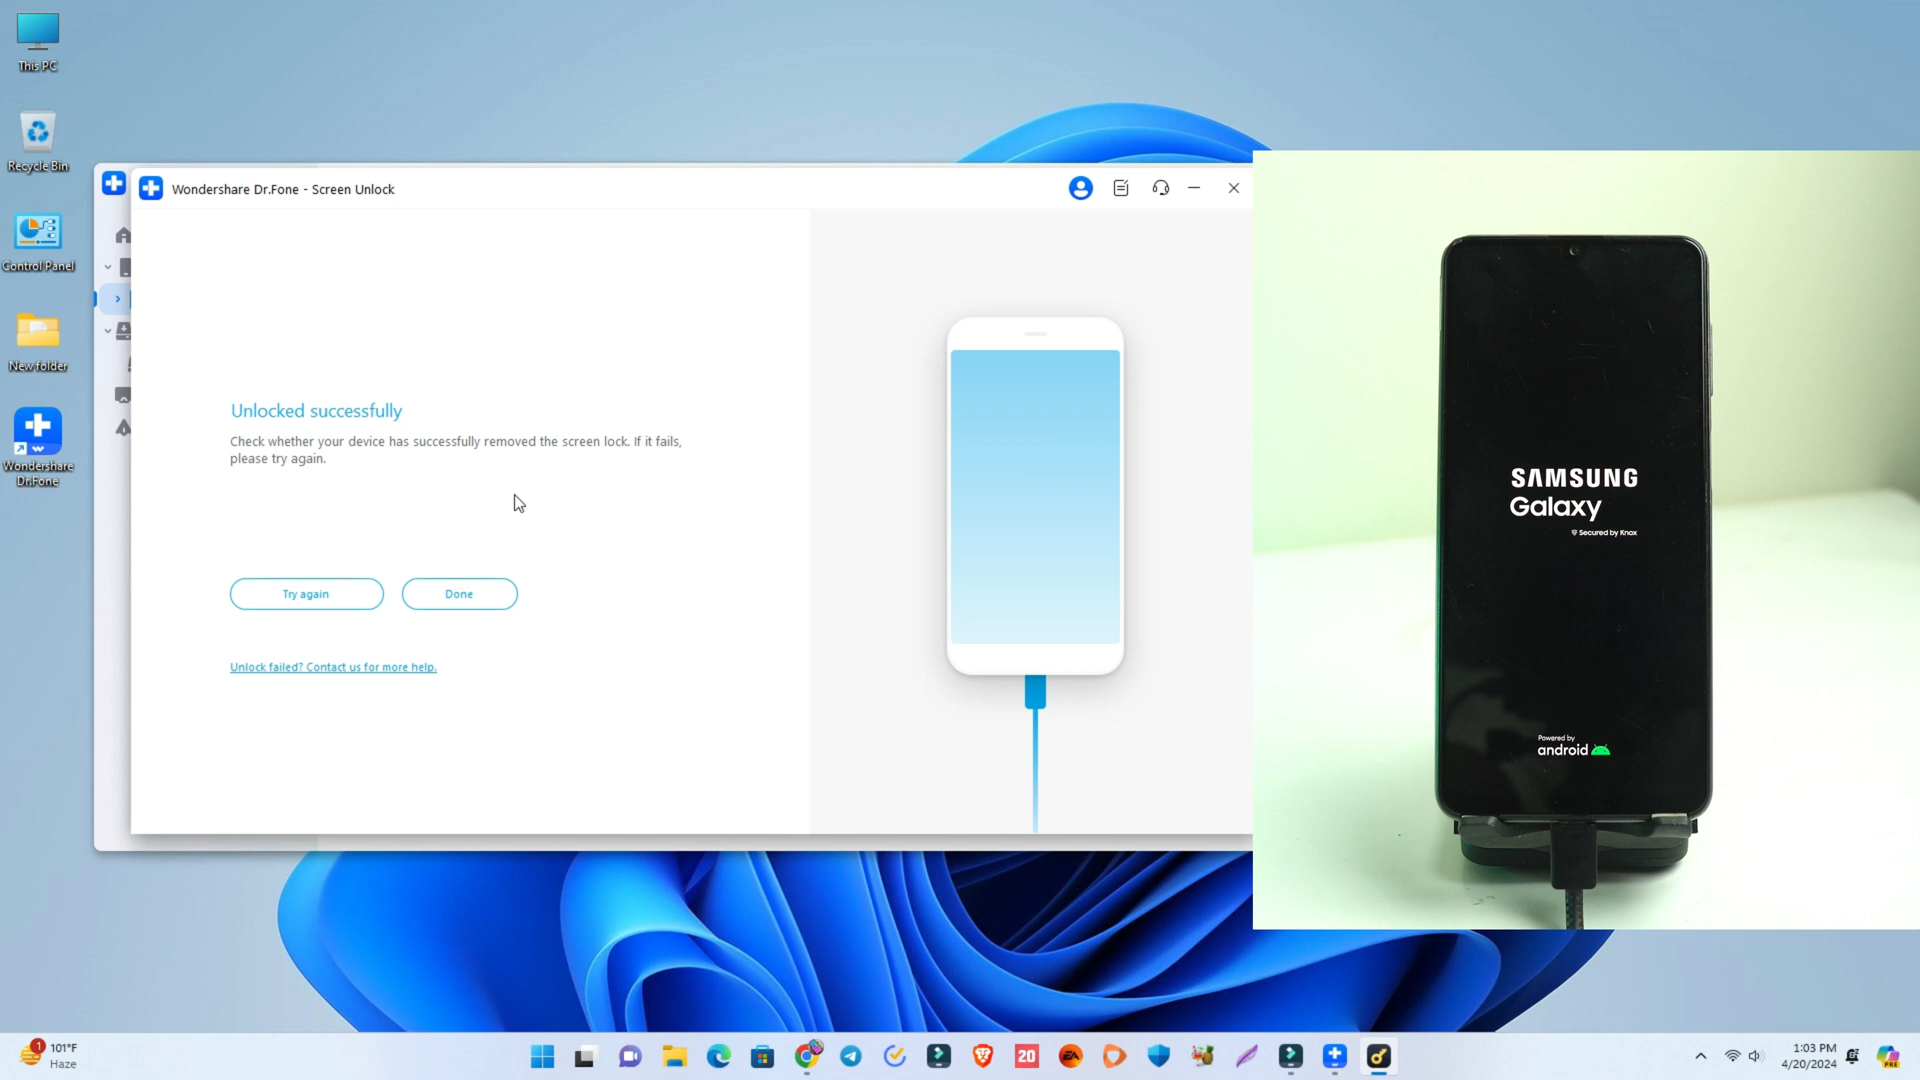 This PC
Recycle Bin
Control Panel
New folder
Wondershare
Dr.Fone
Wondershare Dr.Fone - Screen Unlock
Unlocked successfully
Check whether your device has successfully removed the screen lock. If it fails,
please try again.
Try again
Done
Unlock failed? Contact us for more help.
SAMSUNG
Galaxy
Secured by Knox
Powered by
android
1
101°F
Haze
20
EA
1:03 PM
4/20/2024
PRE